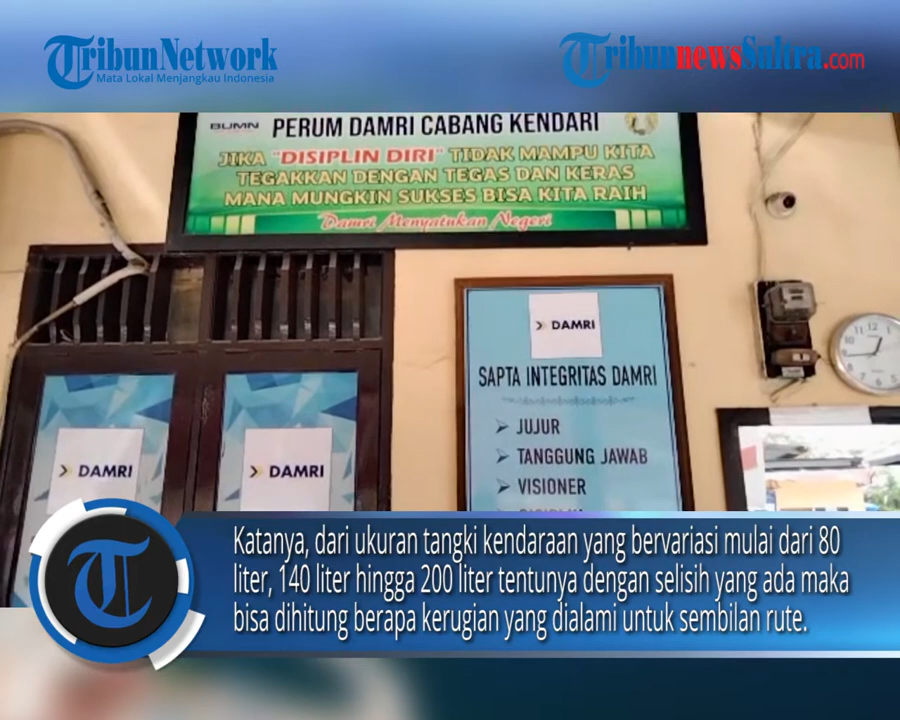 TribunNetwork
Mata Lokal Menjangkau Indonesia
TribunnewsSultra.com
BUMN
PERUM DAMRI CABANG KENDARI
JIKA "DISIPLIN DIRI" TIDAK MAMPU KITA
TEGAKKAN DENGAN TEGAS DAN KERAS
MANA MUNGKIN SUKSES BISA KITA RAIH
Damri Menyatukan Negeri
DAMRI
SAPTA INTEGRITAS DAMRI
JUJUR
TANGGUNG JAWAB
VISIONER
DAMRI
DAMRI
Katanya, dari ukuran tangki kendaraan yang bervariasi mulai dari 80
liter, 140 liter hingga 200 liter tentunya dengan selisih yang ada maka
bisa dihitung berapa kerugian yang dialami untuk sembilan rute.